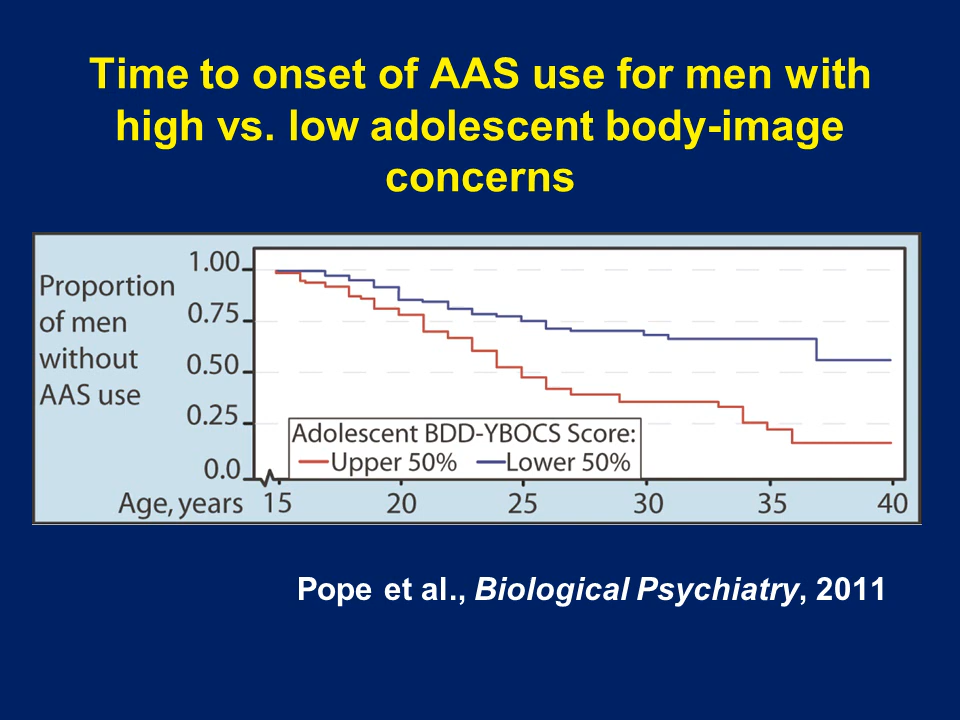 Time to onset of AAS use for men with
high vs. low adolescent body-image
concerns
Proportion
of men
without
AAS use
1.00
0.75
0.50
0.25
0.0
Adolescent BDD-YBOCS Score:
Upper 50% Lower 50%
Age, years 15 20 25 30 35 40
Pope et al., Biological Psychiatry, 2011